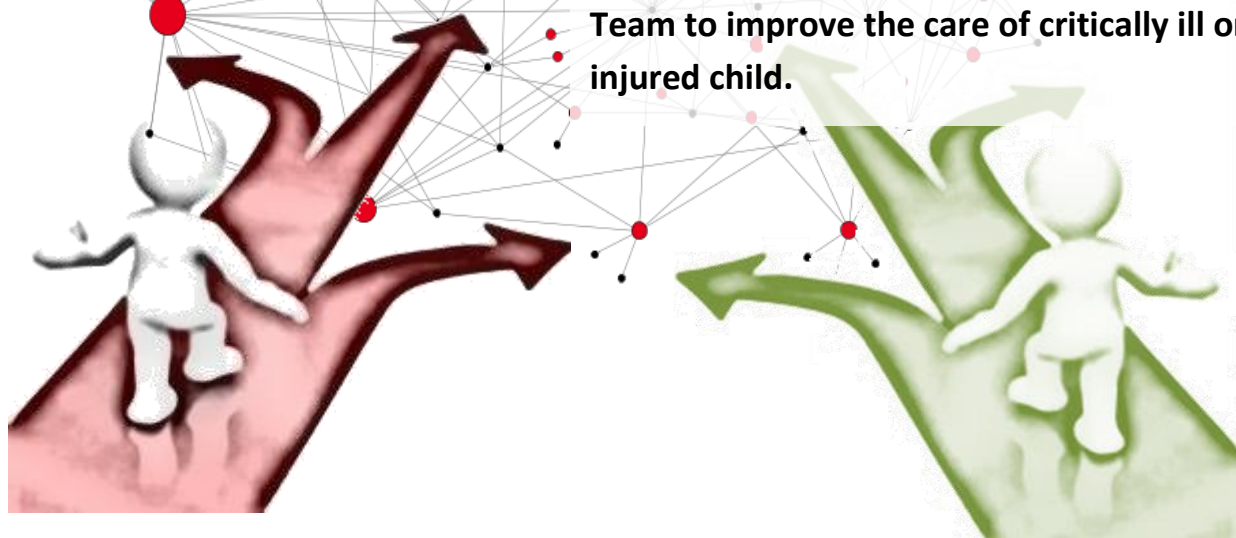 Team to improve the care of critically ill or
injured child.